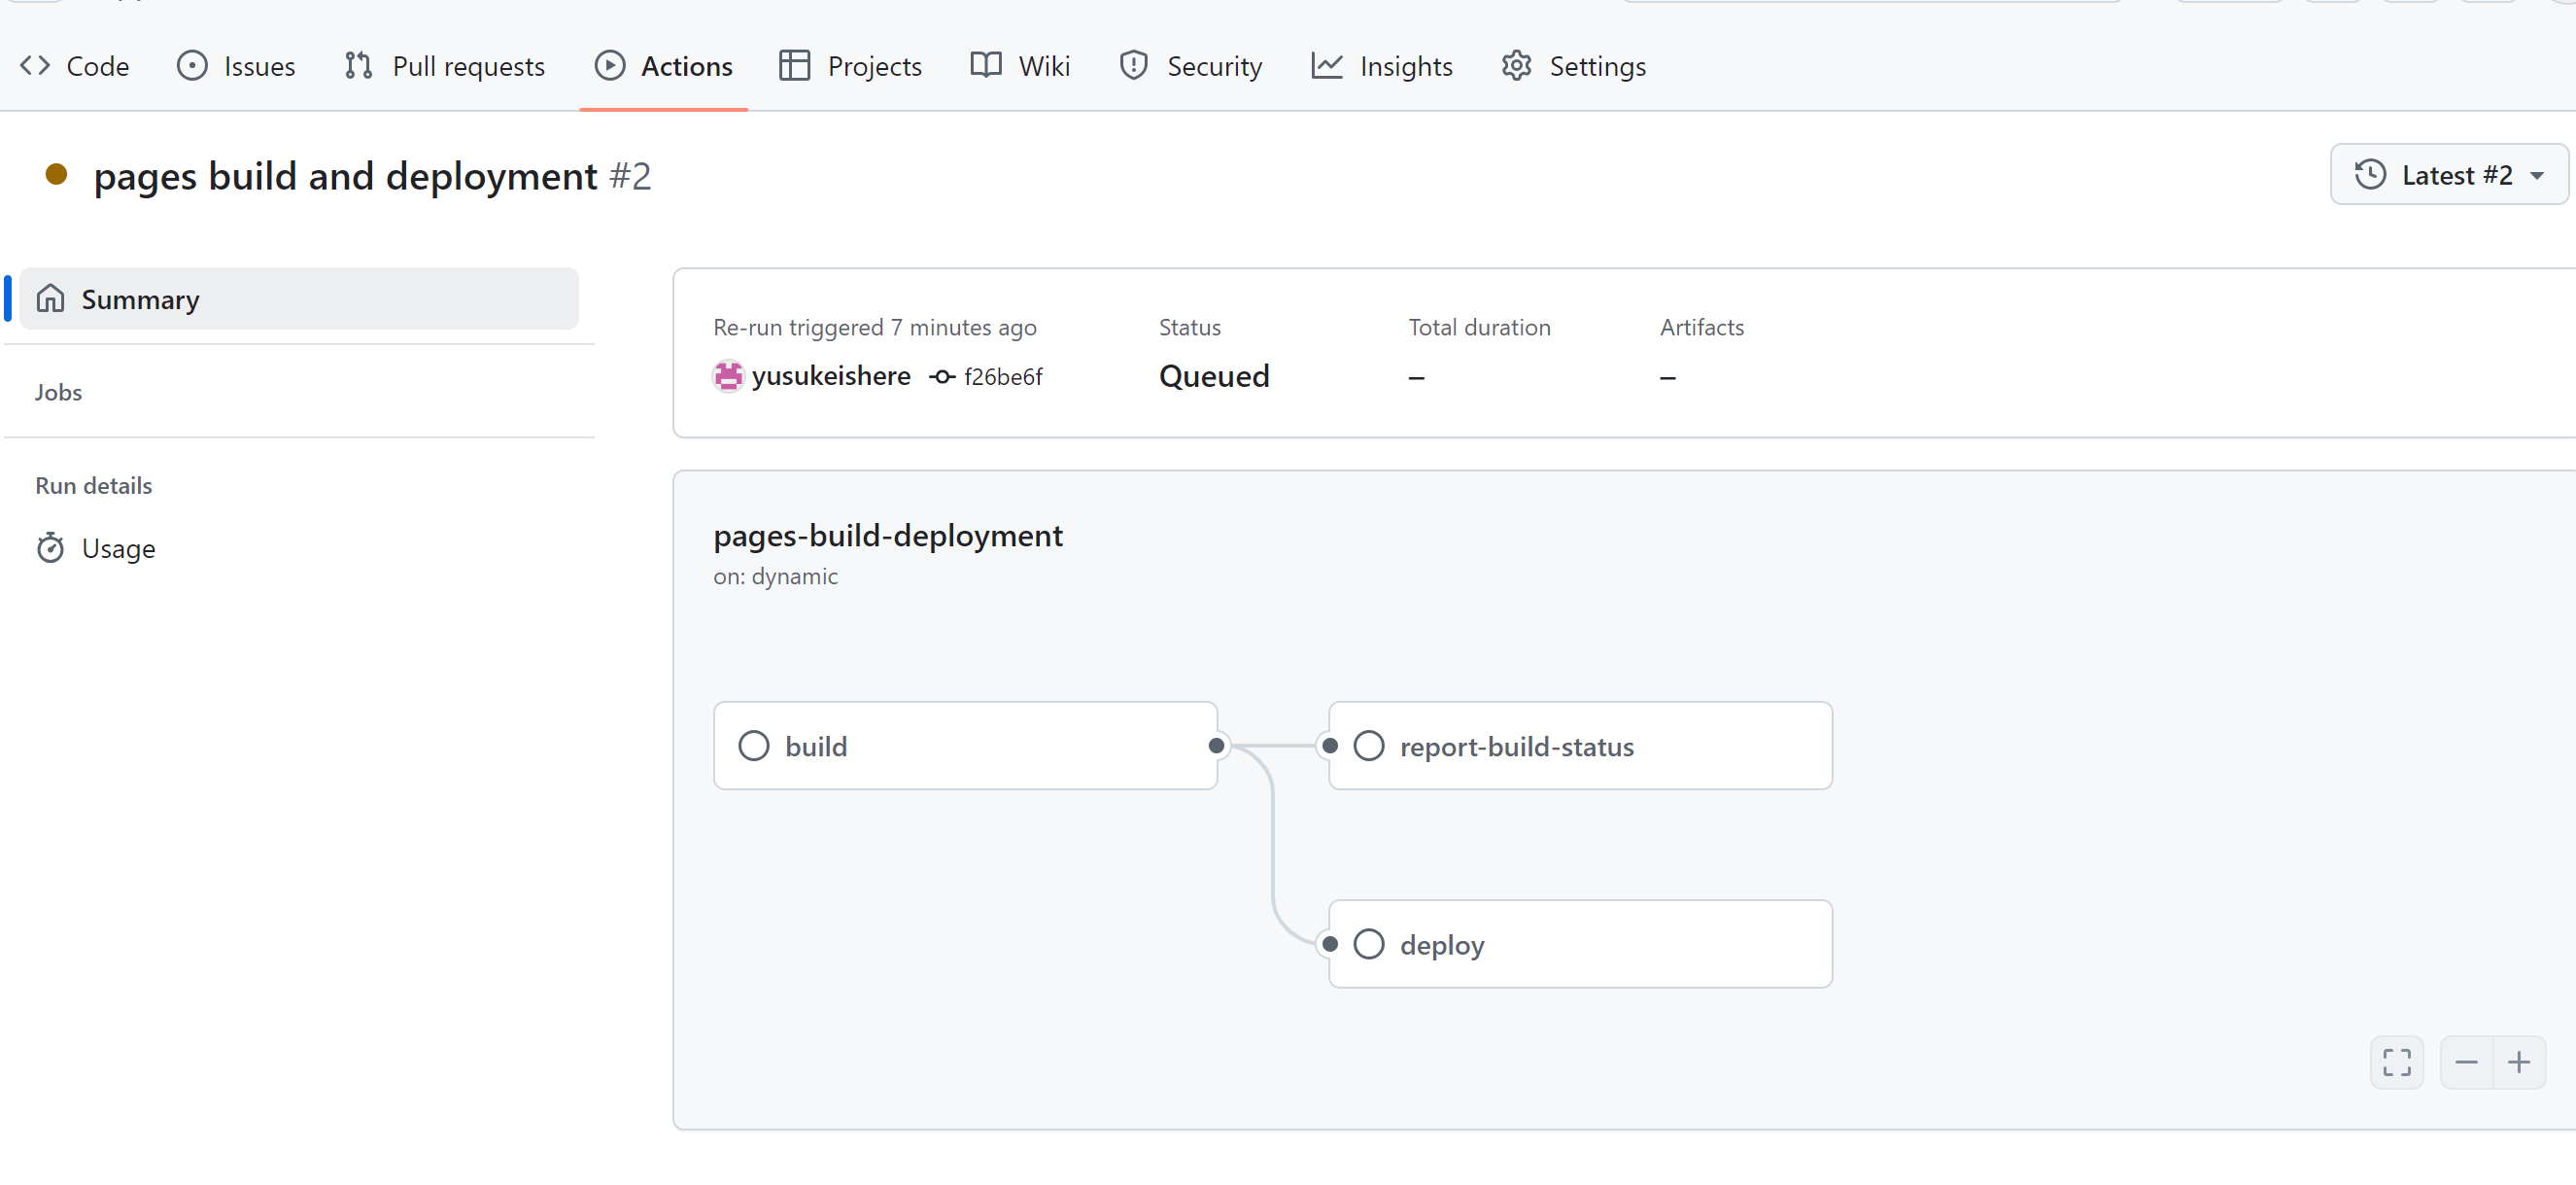 Code Issues Pull requests Actions Projects Wiki Security Insights Settings
pages build and deployment #2
Latest #2
Summary
Jobs
Run details
Usage
Re-run triggered 7 minutes ago Status Total duration Artifacts
yusukeishere f26be6f Queued – –
pages-build-deployment
on: dynamic
build report-build-status
deploy